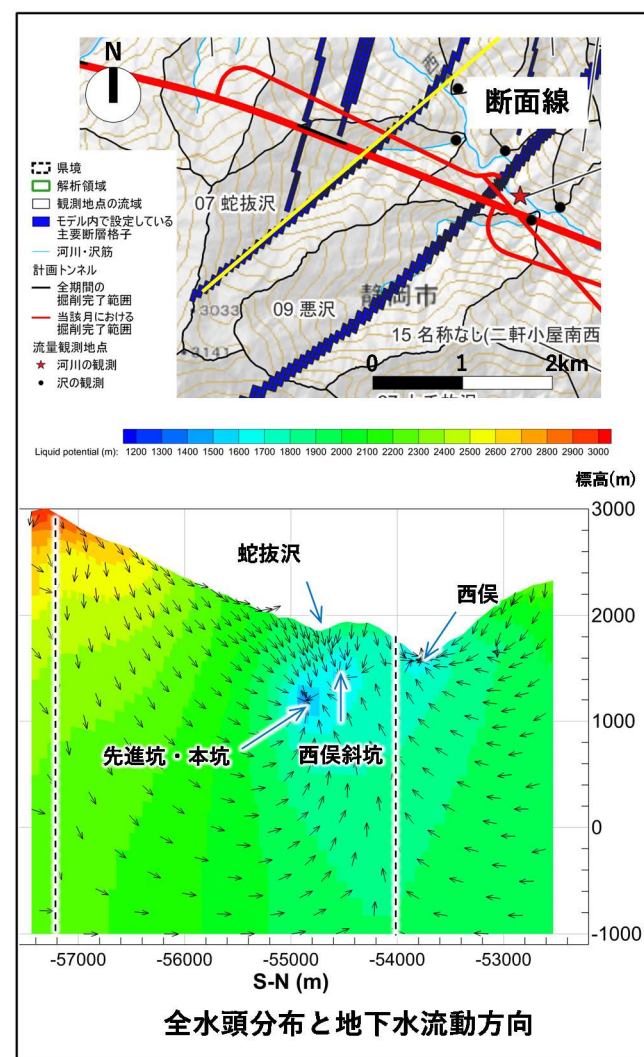 N
西
断面線
07 蛇抜沢
3033
09 悪沢
静岡市
3141
15 名称なし(二軒小屋南西
0 1 2km
県境
解析領域
観測地点の流域
モデル内で設定している
主要断層格子
河川・沢筋
計画トンネル
全期間の
掘削完了範囲
当該月における
掘削完了範囲
流量観測地点
河川の観測
沢の観測
Liquid potential (m): 1200 1300 1400 1500 1600 1700 1800 1900 2000 2100 2200 2300 2400 2500 2600 2700 2800 2900 3000
標高(m)
3000
蛇抜沢
西俣
2000
1000
先進坑・本坑
西俣斜坑
0
-1000
-57000 -56000 -55000 -54000 -53000
S-N (m)
全水頭分布と地下水流動方向